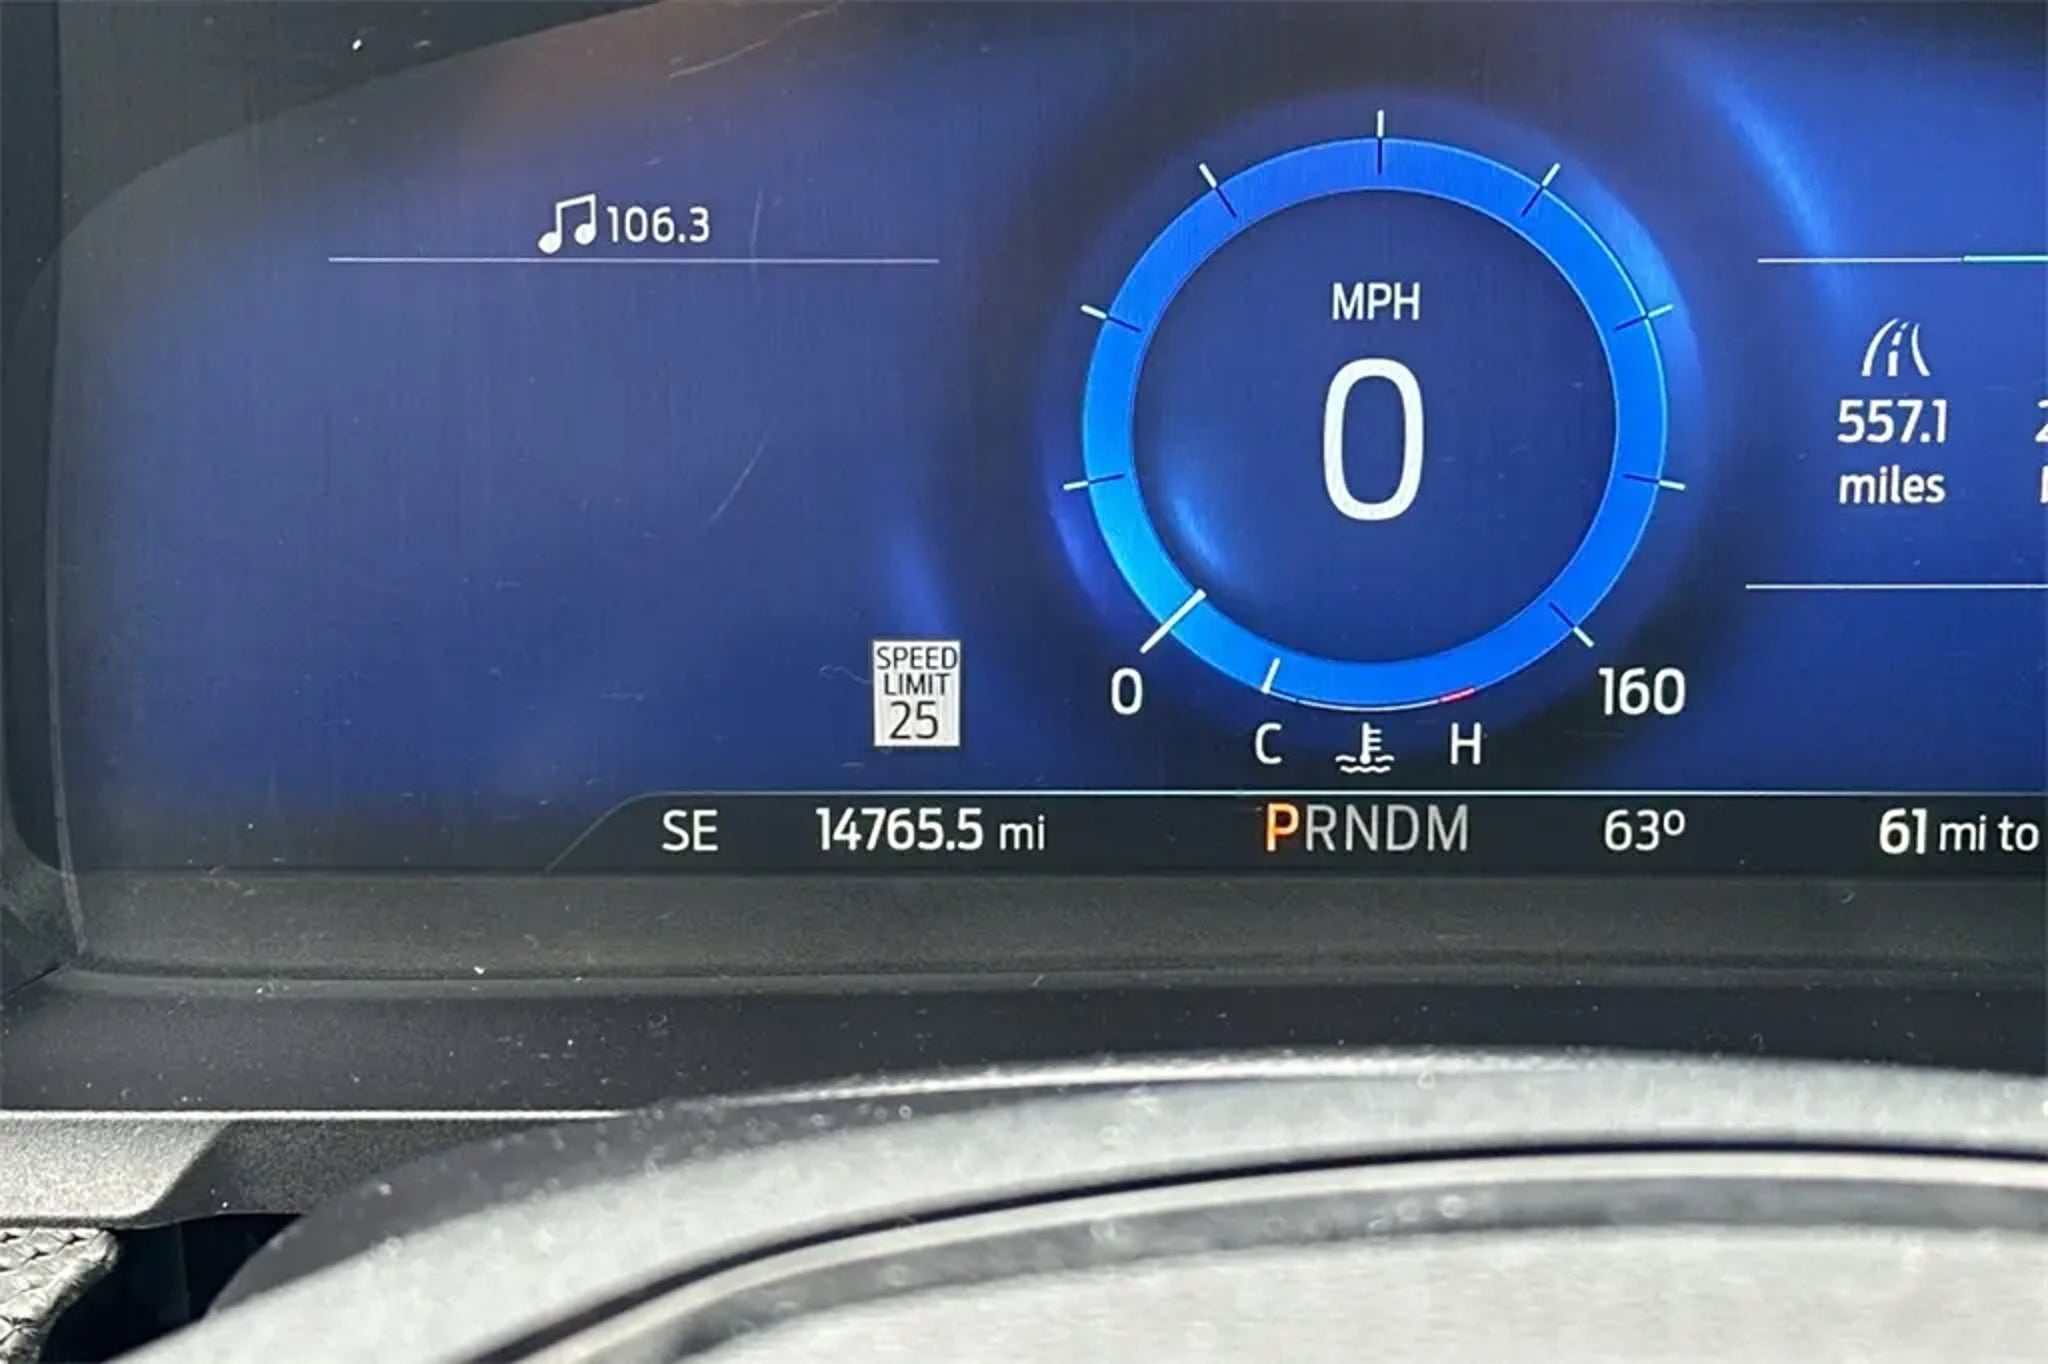 106.3
MPH
0
557.1
miles
SPEED
LIMIT
25
0
160
C
H
SE 14765.5 mi PRNDM 63º 61 mi to